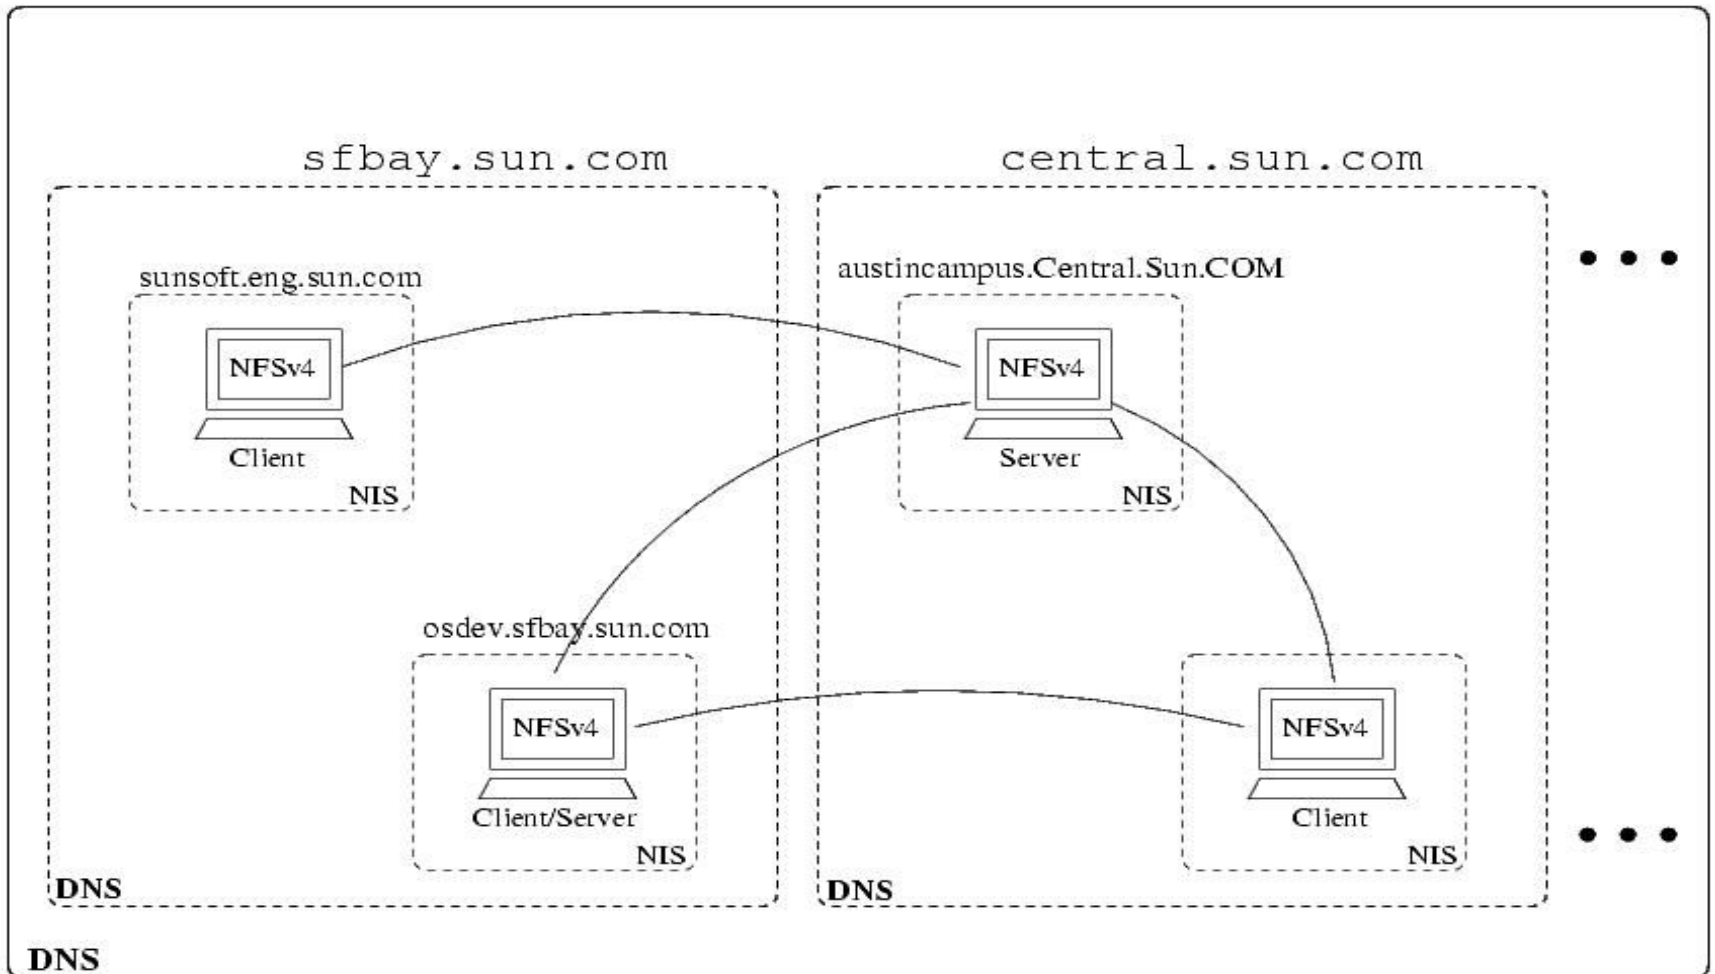 sfbay.sun.com
central.sun.com
sunsoft.eng.sun.com
austincampus.Central.Sun.COM
NFSv4
Client
NIS
NFSv4
Server
NIS
osdev.sfbay.sun.com
NFSv4
Client/Server
NIS
NFSv4
Client
NIS
DNS
DNS
DNS